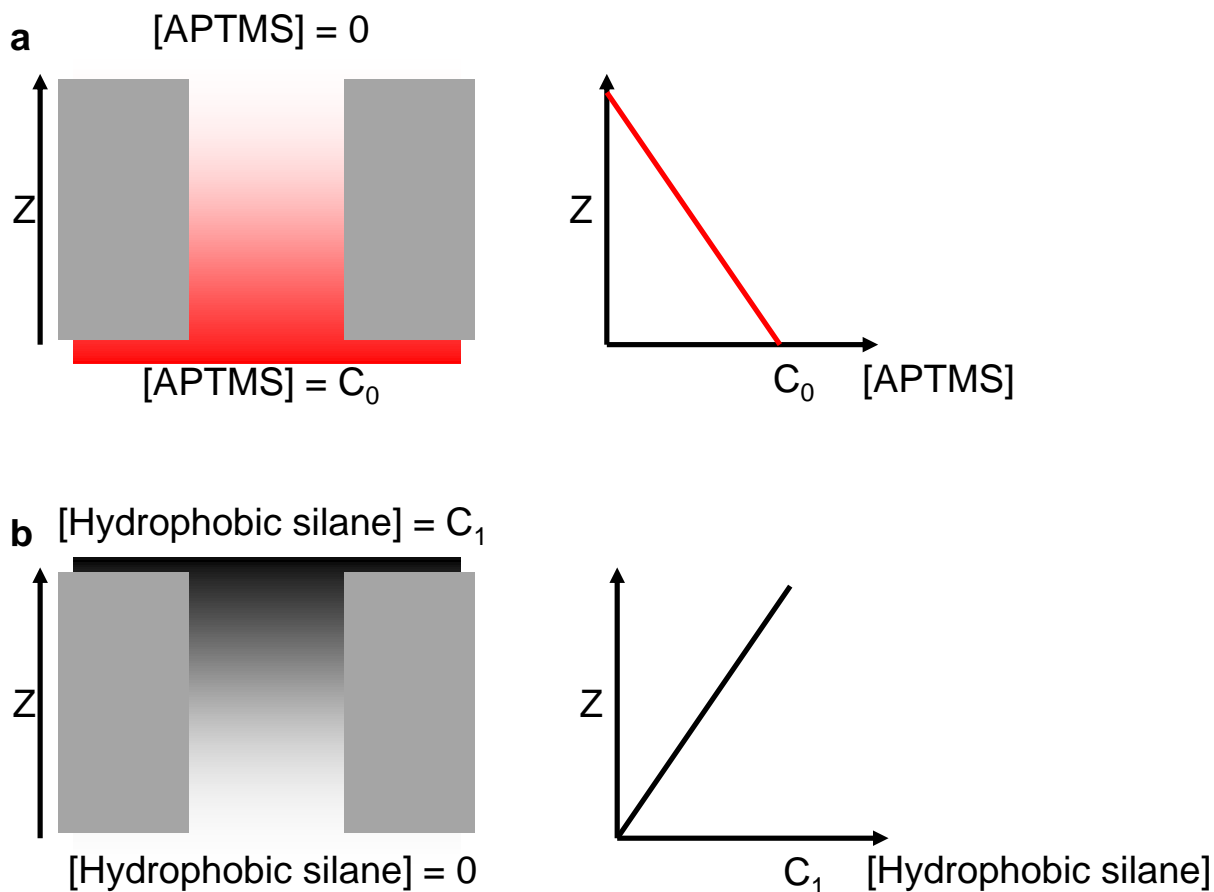 a
[APTMS] = 0
Z
Z
[APTMS] = C₀
C₀ [APTMS]
b [Hydrophobic silane] = C₁
Z
Z
[Hydrophobic silane] = 0
C₁ [Hydrophobic silane]